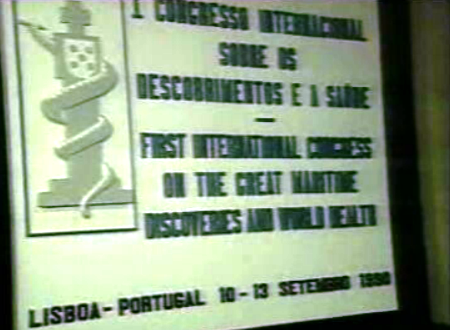 I CONGRESSO INTERNACIONAL
SOBRE OS
DESCOBRIMENTOS E A SAÚDE
FIRST INTERNATIONAL CONGRESS
ON THE GREAT MARITIME
DISCOVERIES AND WORLD HEALTH
LISBOA - PORTUGAL 10 - 13 SETEMBRO 1990